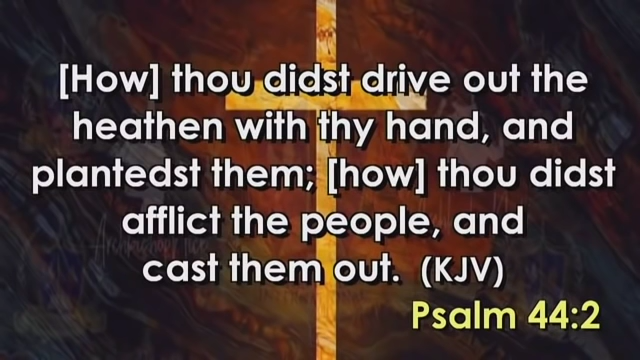 [How] thou didst drive out the
heathen with thy hand, and
plantedst them; [how] thou didst
afflict the people, and
cast them out. (KJV)
Psalm 44:2